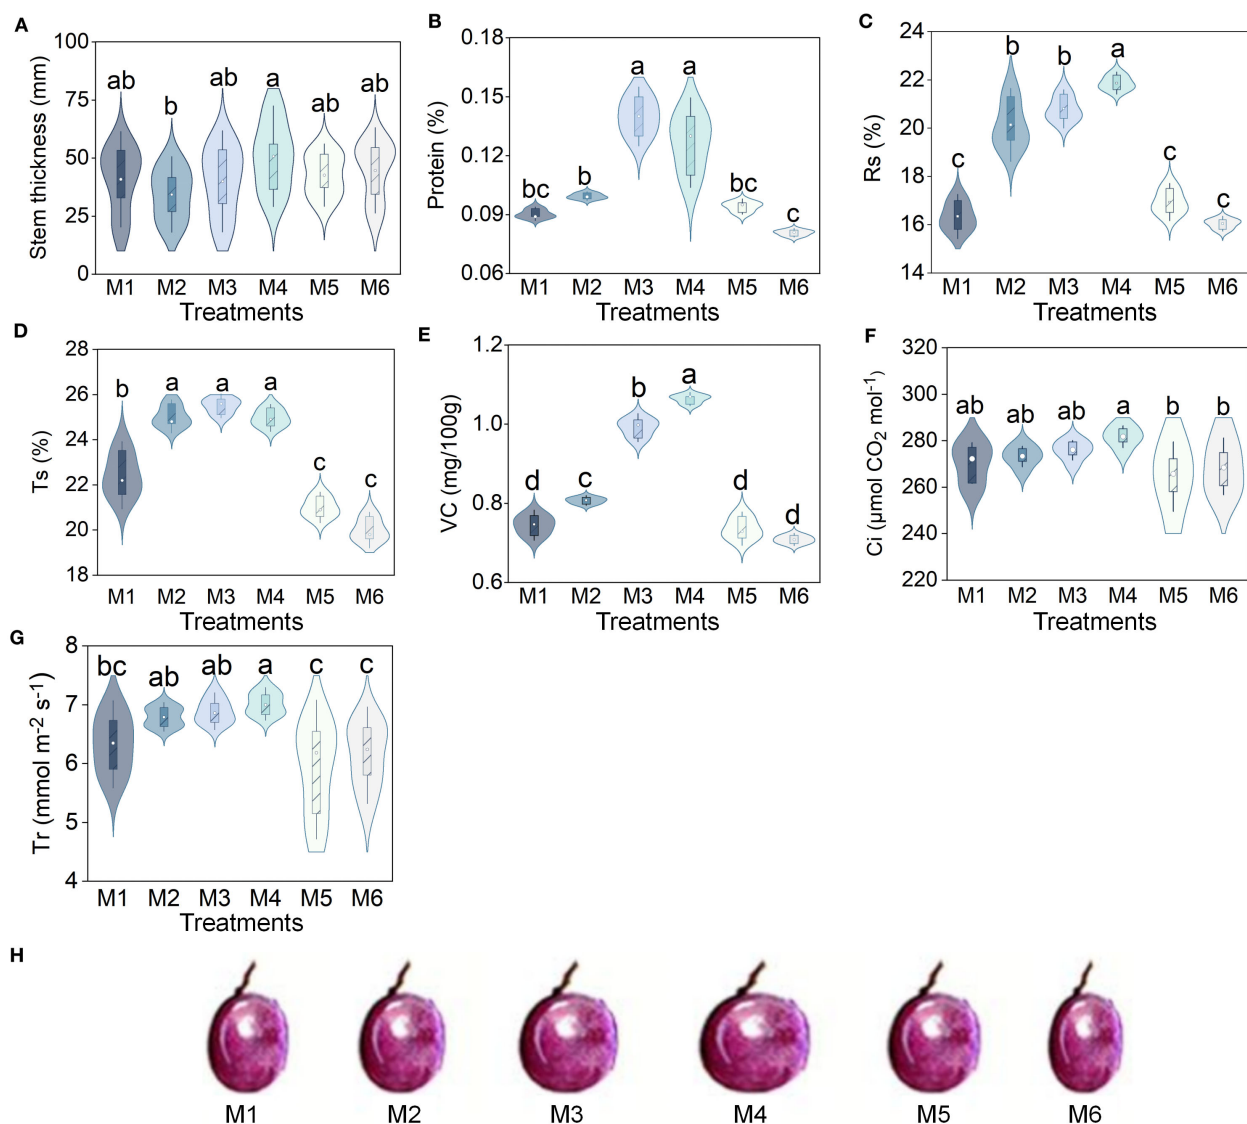 A
Stem thickness (mm)
100
75
50
25
0
ab
b
ab
a
ab
ab
M1 M2 M3 M4 M5 M6
Treatments
B
Protein (%)
0.18
0.15
0.12
0.09
0.06
bc
b
a
a
bc
c
M1 M2 M3 M4 M5 M6
Treatments
C
Rs (%)
24
22
20
18
16
14
c
b
b
a
c
c
M1 M2 M3 M4 M5 M6
Treatments
D
Ts (%)
28
26
24
22
20
18
b
a
a
a
c
c
M1 M2 M3 M4 M5 M6
Treatments
E
VC (mg/100g)
1.2
1.0
0.8
0.6
d
c
b
a
d
d
M1 M2 M3 M4 M5 M6
Treatments
F
Ci (μmol CO₂ mol⁻¹)
320
300
280
260
240
220
ab
ab
ab
a
b
b
M1 M2 M3 M4 M5 M6
Treatments
G
Tr (mmol m⁻² s⁻¹)
8
7
6
5
4
bc
ab
ab
a
c
c
M1 M2 M3 M4 M5 M6
Treatments
H
M1 M2 M3 M4 M5 M6